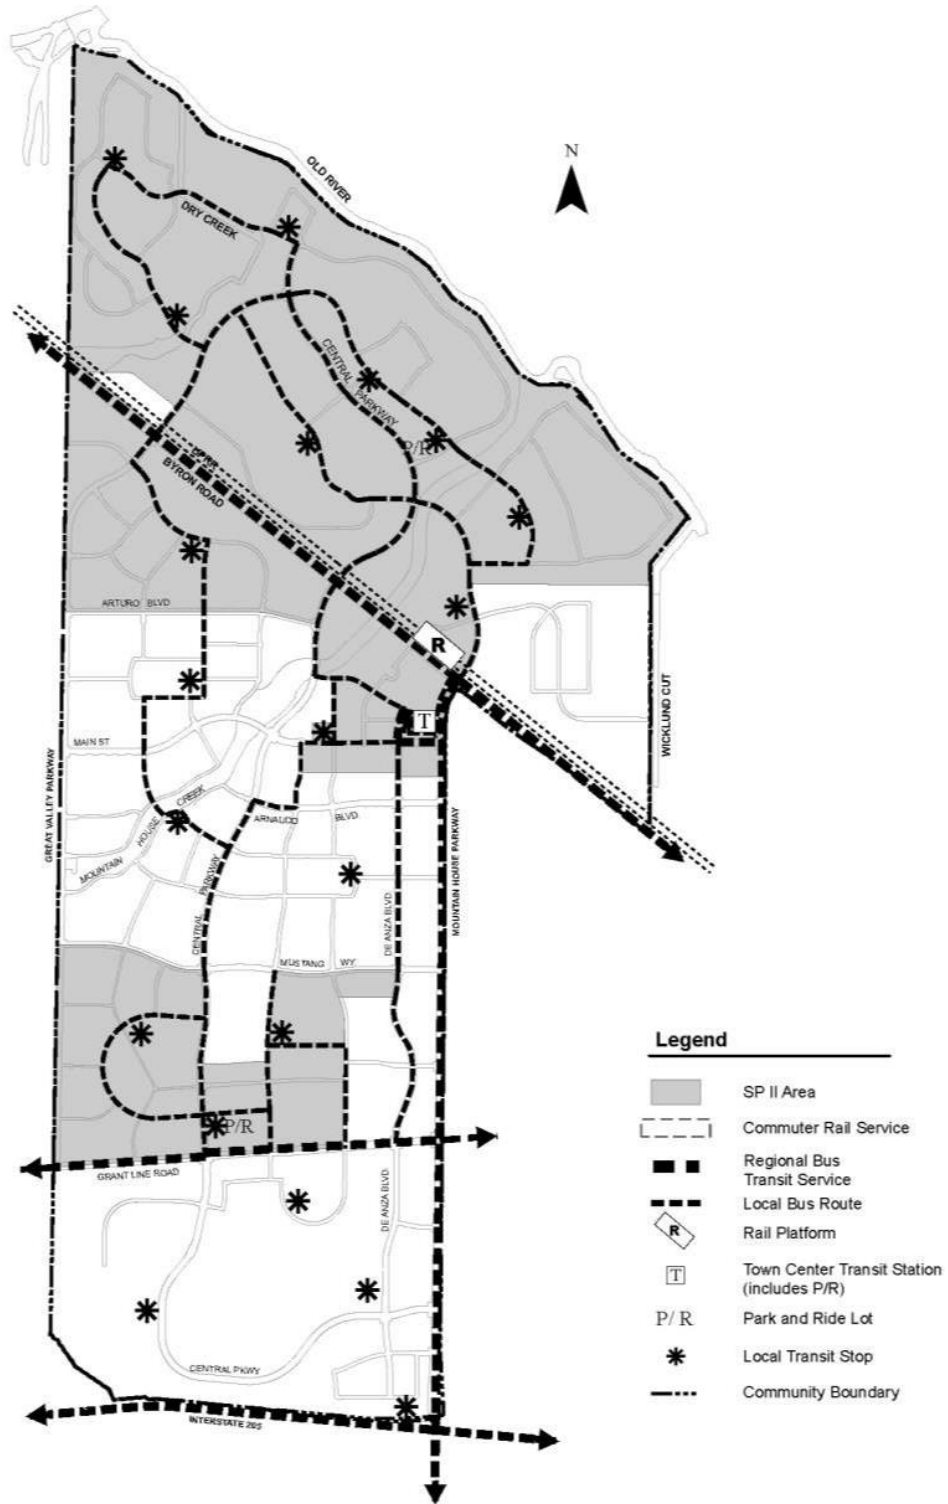 N
OLD RIVER
DRY CREEK
CENTRAL PARKWAY
P/R
BYRON ROAD
ARTURO BLVD
R
T
WICKLUND CUT
MAIN ST
GREAT VALLEY PARKWAY
MOUNTAIN HOUSE CREEK
ARNAUDO BLVD
CENTRAL PARKWAY
DE ANZA BLVD
MOUNTAIN HOUSE PARKWAY
MUSTANG WY
P/R
GRANT LINE ROAD
DE ANZA BLVD
CENTRAL PKWY
INTERSTATE 205
Legend
SP II Area
Commuter Rail Service
Regional Bus
Transit Service
Local Bus Route
R
Rail Platform
T
Town Center Transit Station
(includes P/R)
P/ R
Park and Ride Lot
Local Transit Stop
Community Boundary